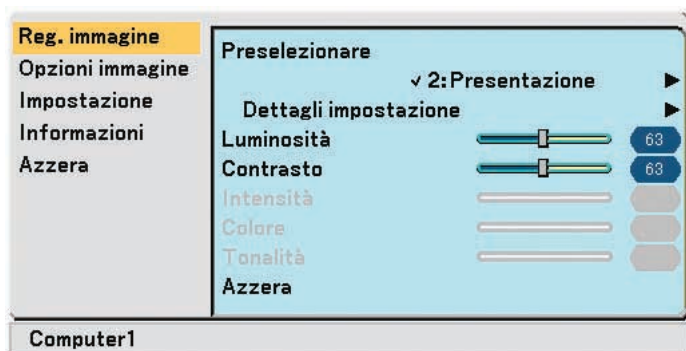 Reg. immagine
Opzioni immagine
Impostazione
Informazioni
Azzera
Preselezionare
✓ 2:Presentazione ▶
Dettagli impostazione ▶
Luminosità 63
Contrasto 63
Intensità
Colore
Tonalità
Azzera
Computer1